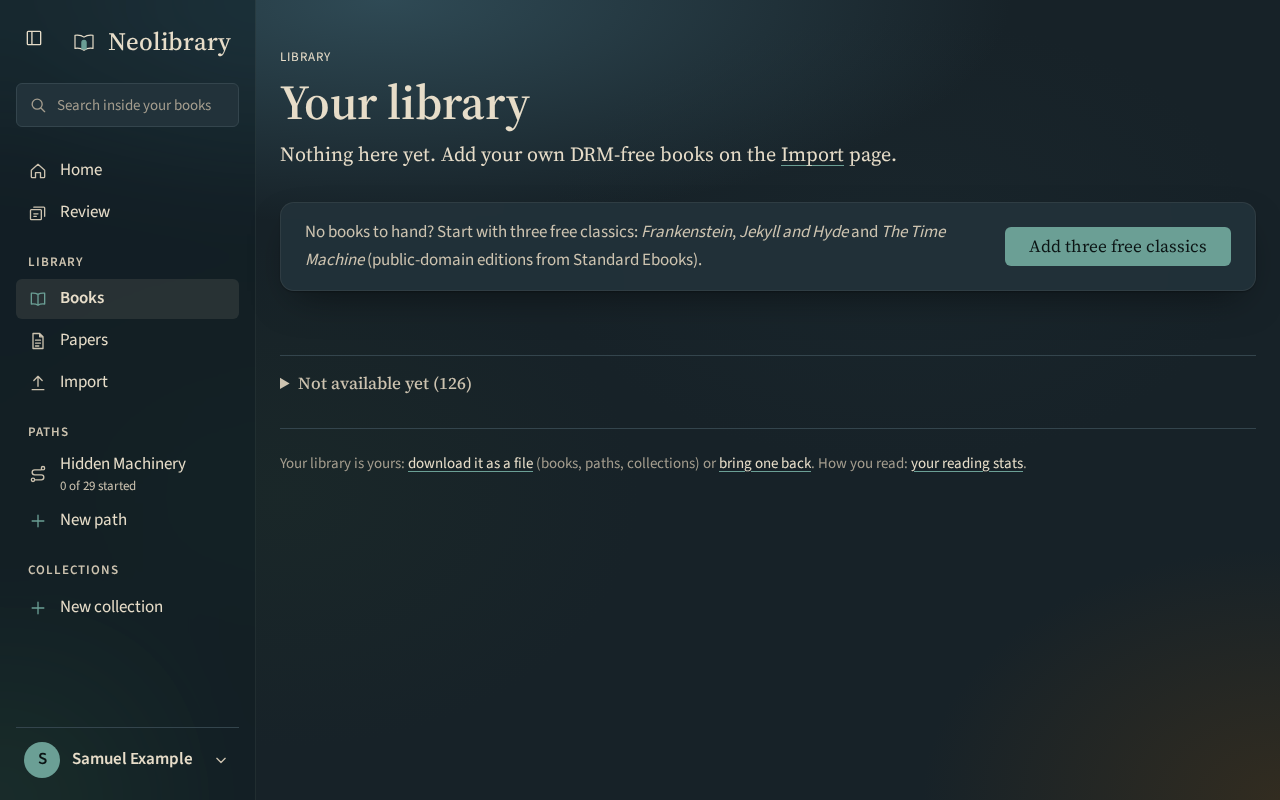 Neolibrary
Search inside your books
Home
Review
LIBRARY
Books
Papers
Import
PATHS
Hidden Machinery
0 of 29 started
New path
COLLECTIONS
New collection
S
Samuel Example
LIBRARY
Your library
Nothing here yet. Add your own DRM-free books on the Import page.
No books to hand? Start with three free classics: Frankenstein, Jekyll and Hyde and The Time
Machine (public-domain editions from Standard Ebooks).
Add three free classics
Not available yet (126)
Your library is yours: download it as a file (books, paths, collections) or bring one back. How you read: your reading stats.